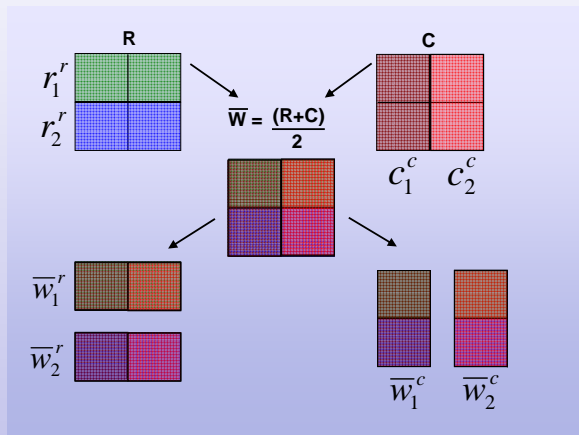 R
C
r_1^r
r_2^r
W̅ = (R+C)
2
c_1^c c_2^c
w̅_1^r
w̅_2^r
w̅_1^c w̅_2^c